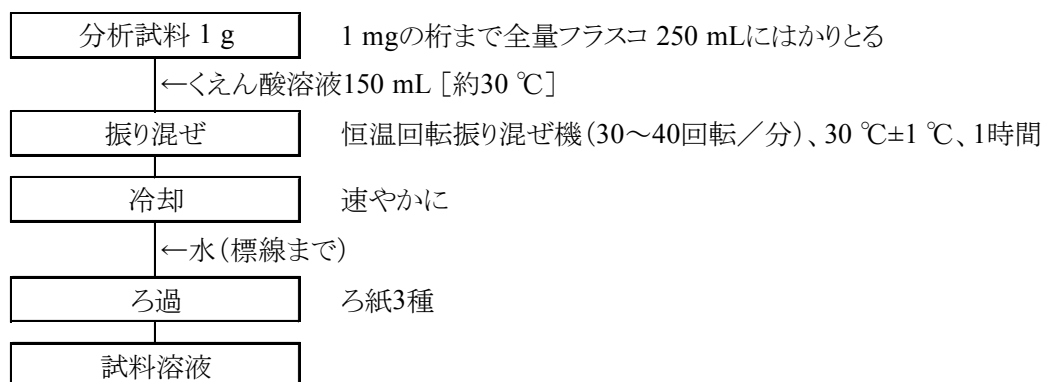 分析試料 1 g 1 mgの桁まで全量フラスコ 250 mLにはかりとる
←くえん酸溶液150 mL [約30 ℃]
振り混ぜ 恒温回転振り混ぜ機(30～40回転／分)、30 ℃±1 ℃、1時間
冷却 速やかに
←水(標線まで)
ろ過 ろ紙3種
試料溶液